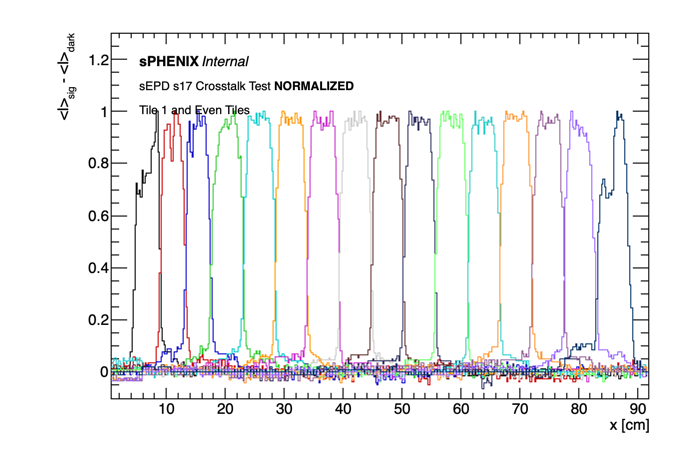 <I>sig - <I>dark
1.2
sPHENIX Internal
sEPD s17 Crosstalk Test NORMALIZED
Tile 1 and Even Tiles
1
0.8
0.6
0.4
0.2
0
10 20 30 40 50 60 70 80 90
x [cm]